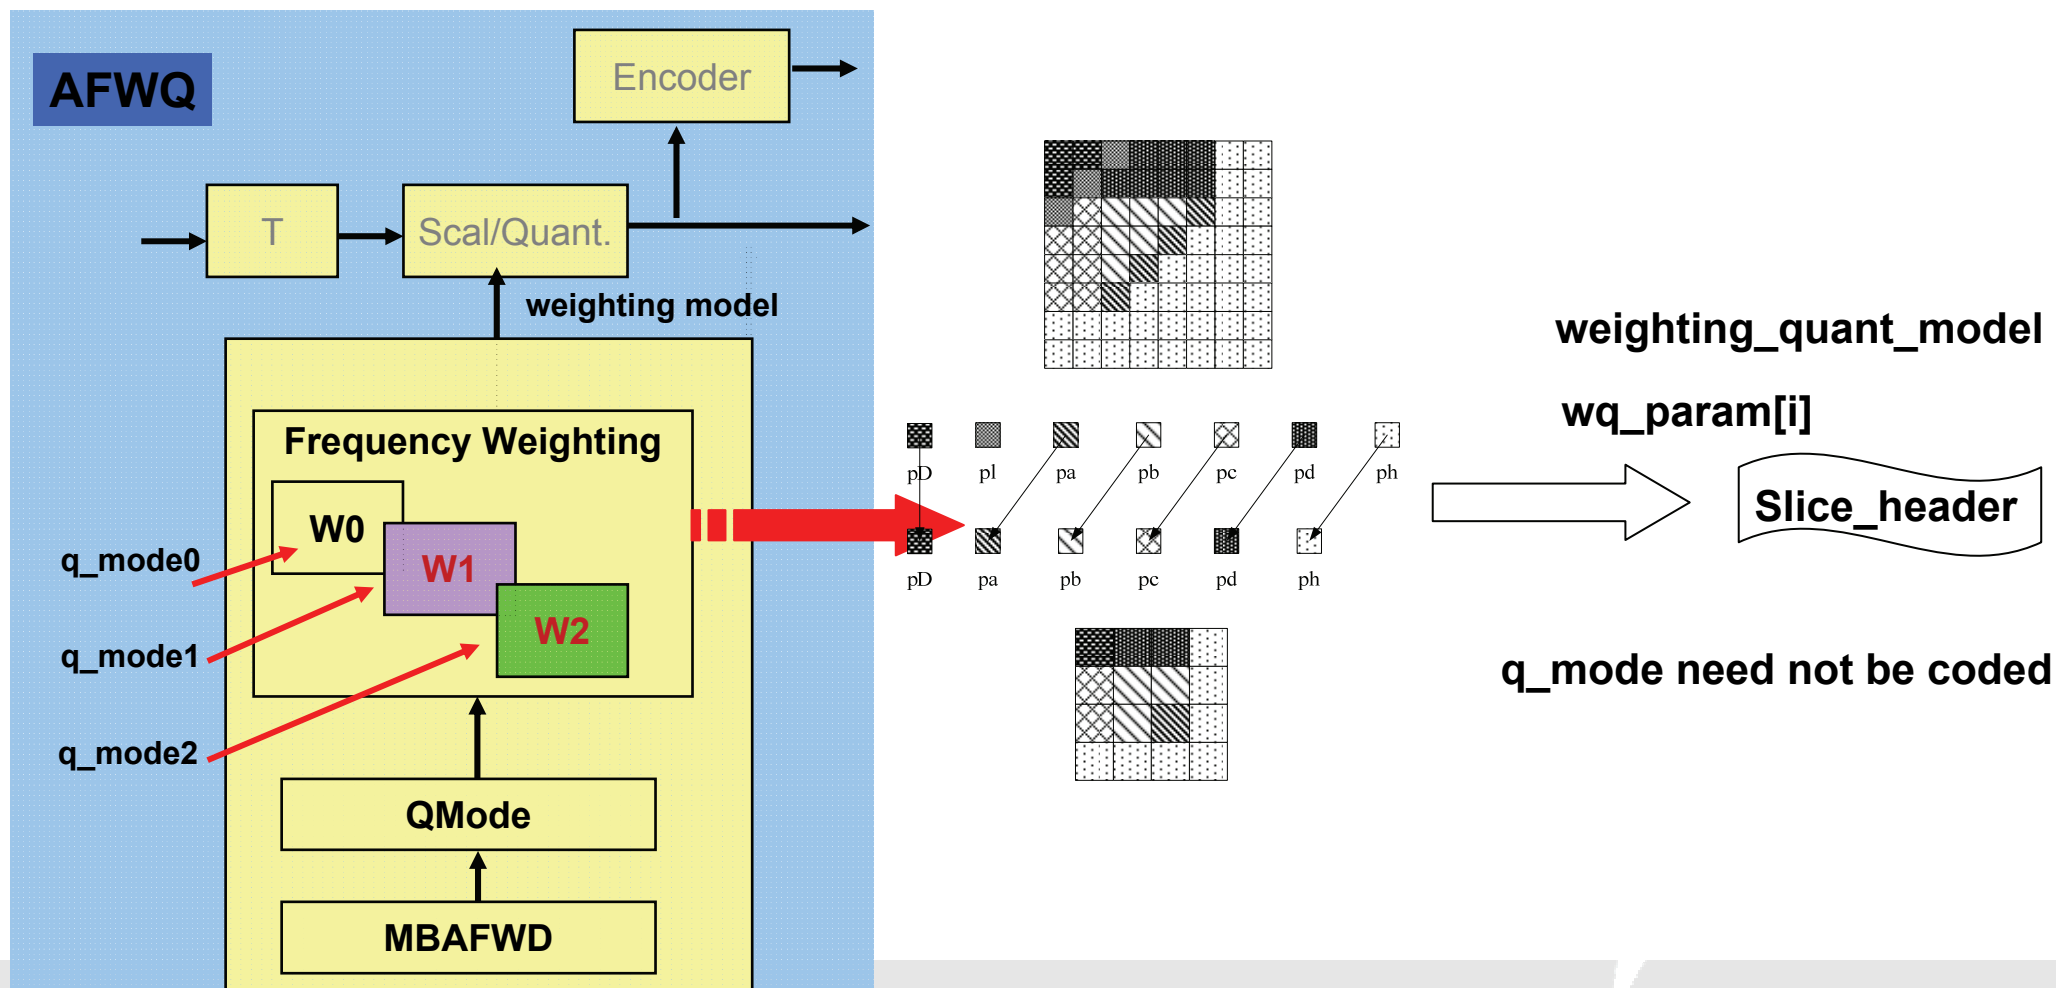 AFWQ
Encoder
T
Scal/Quant.
weighting model
Frequency Weighting
W0
W1
W2
q_mode0
q_mode1
q_mode2
QMode
MBAFWD
pD pl pa pb pc pd ph
pD pa pb pc pd ph
weighting_quant_model
wq_param[i]
Slice_header
q_mode need not be coded